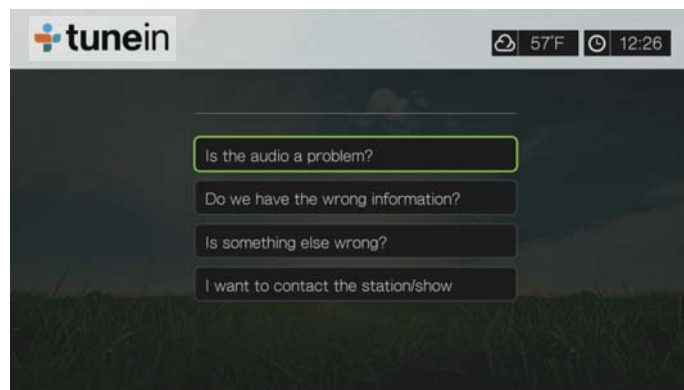 tunein
57°F
12:26
Is the audio a problem?
Do we have the wrong information?
Is something else wrong?
I want to contact the station/show